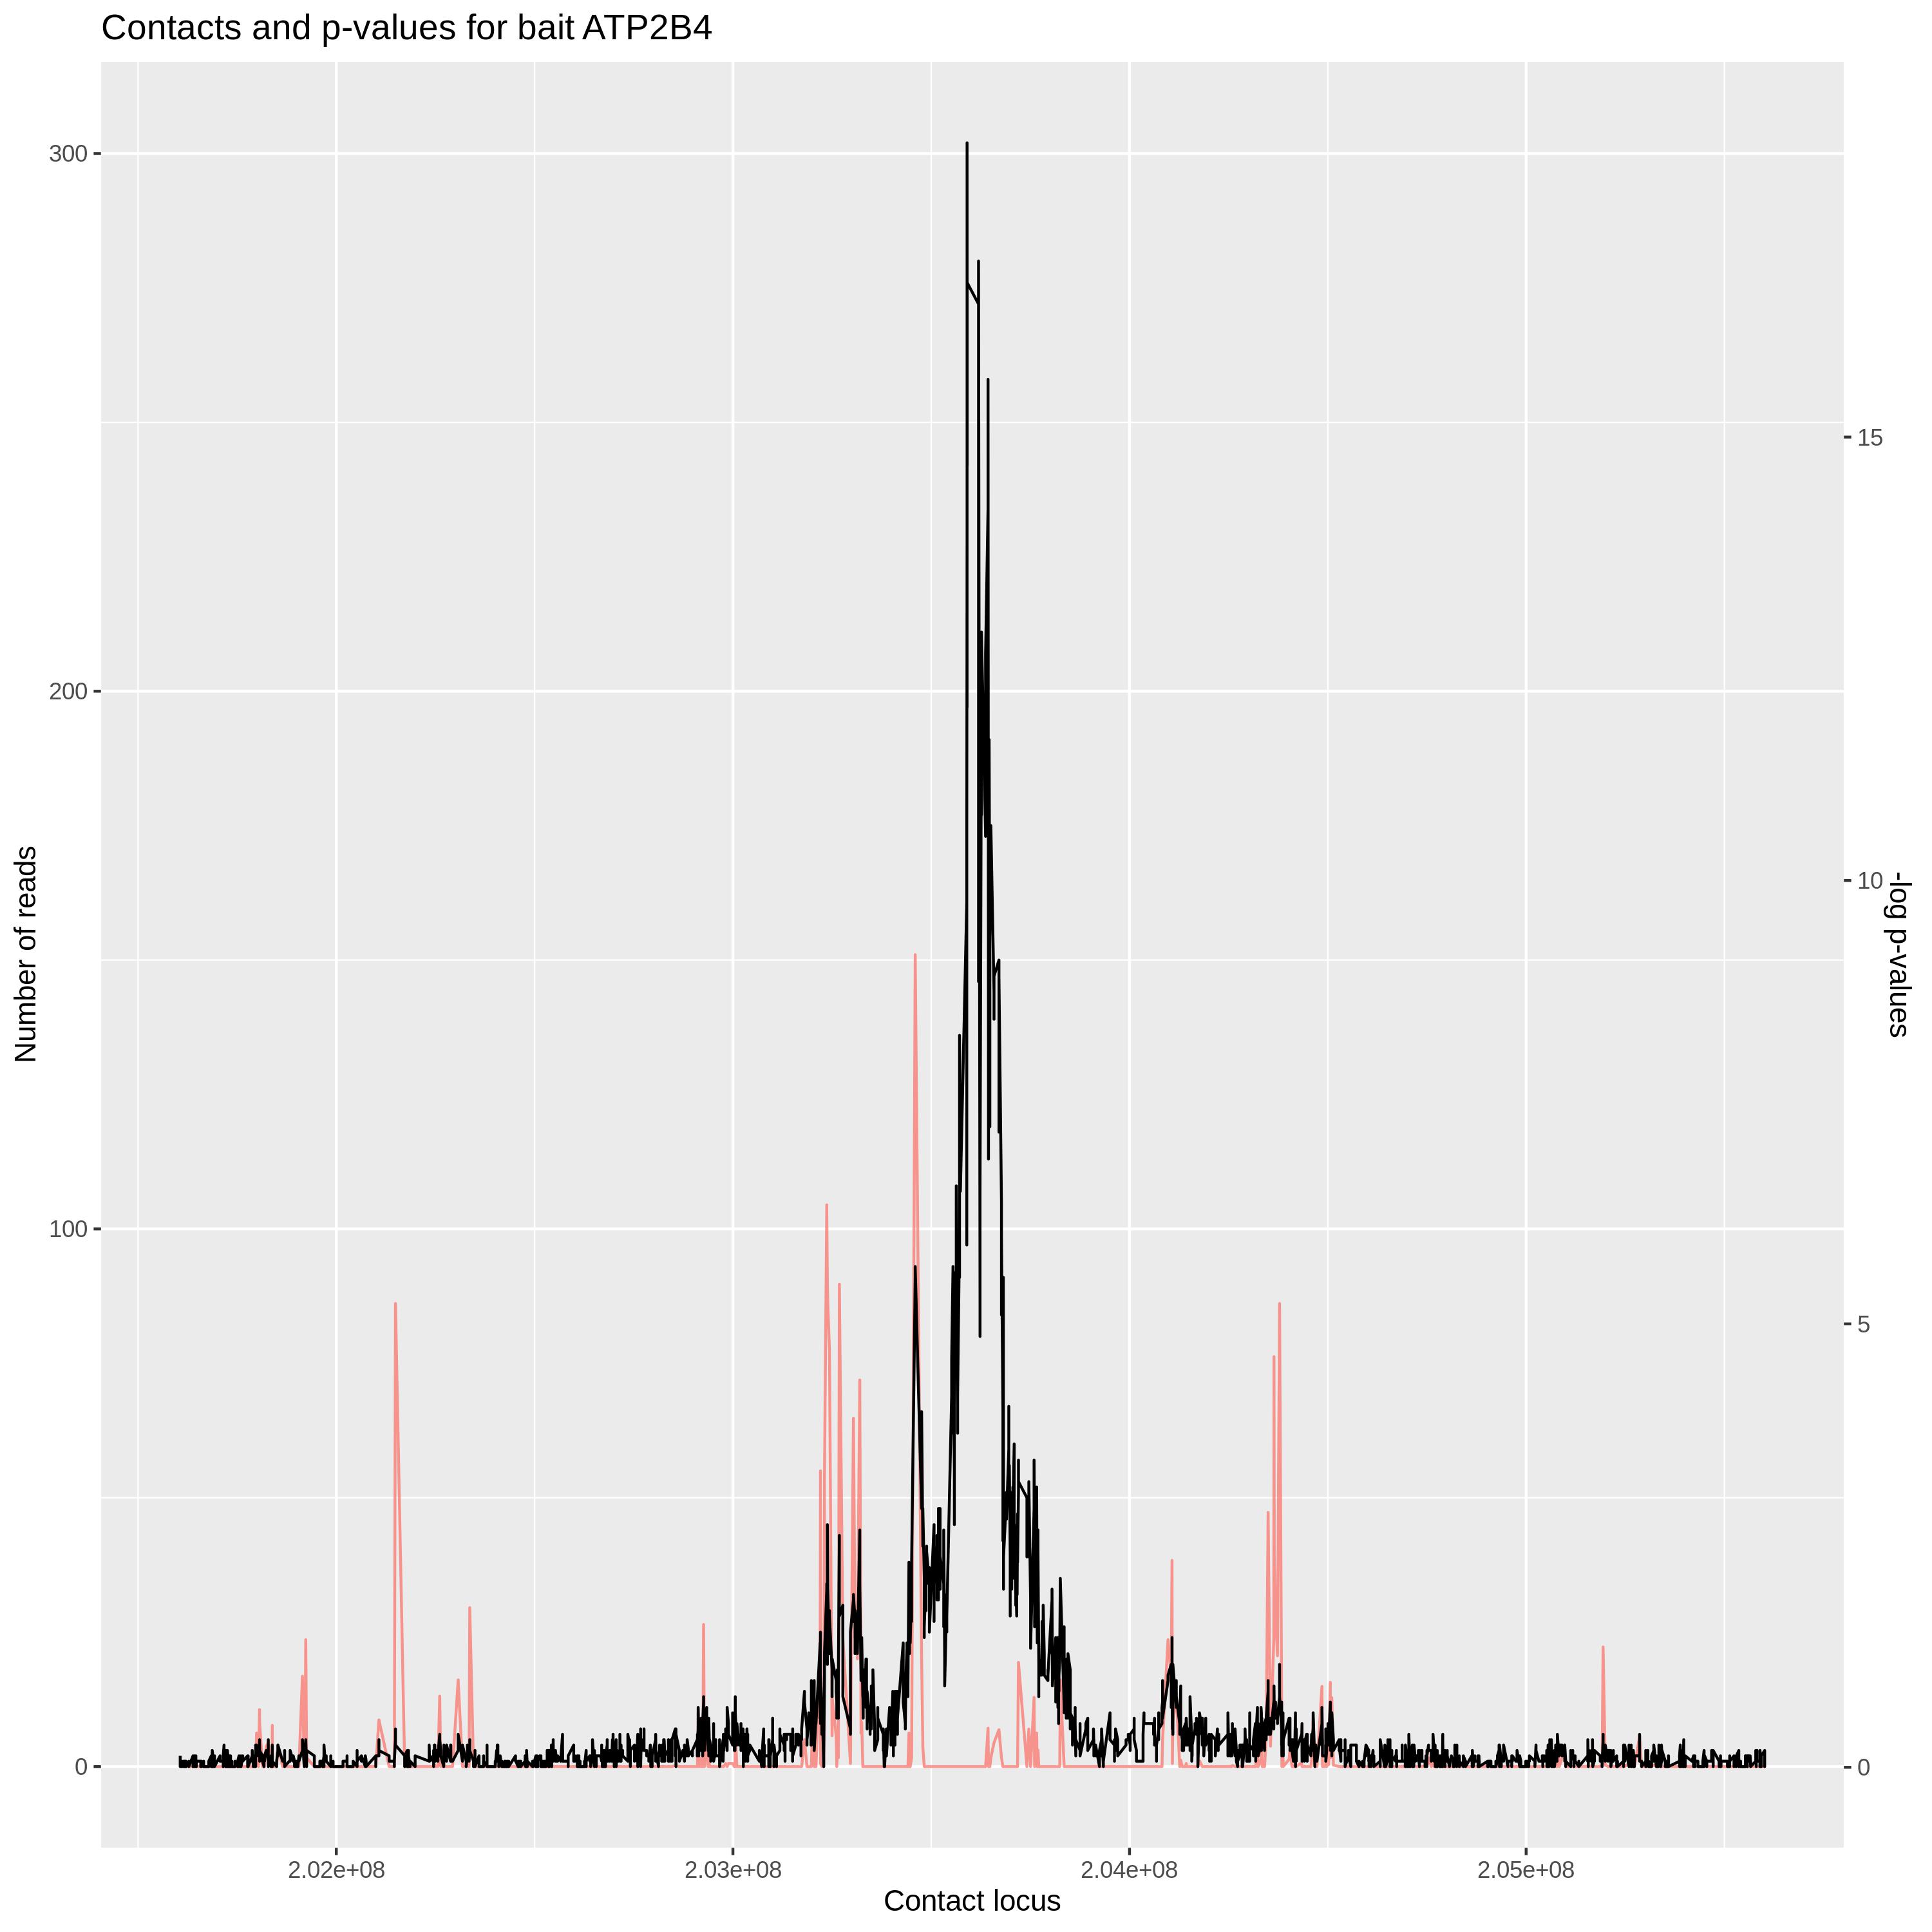 Contacts and p-values for bait ATP2B4
300
200
100
0
Number of reads
15
10
5
0
-log p-values
2.02e+08
2.03e+08
2.04e+08
2.05e+08
Contact locus